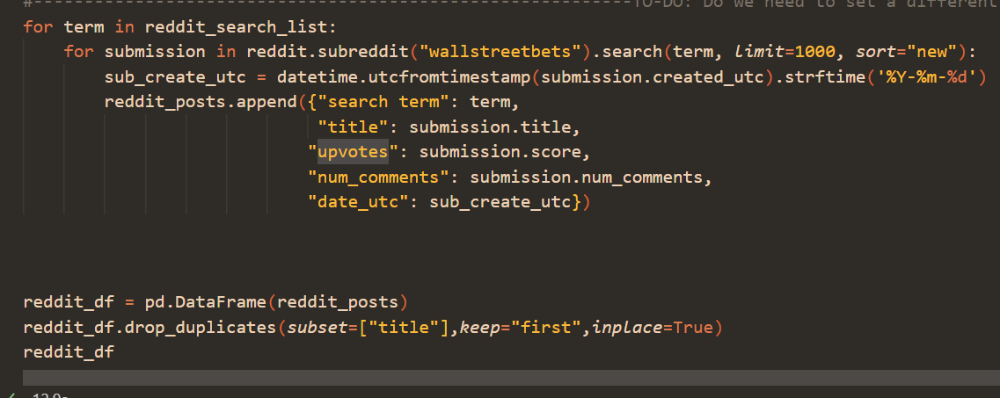 #----------------------------------------------------------TO-DO: Do we need to set a different
for term in reddit_search_list:
    for submission in reddit.subreddit("wallstreetbets").search(term, limit=1000, sort="new"):
        sub_create_utc = datetime.utcfromtimestamp(submission.created_utc).strftime('%Y-%m-%d')
        reddit_posts.append({"search term": term,
                             "title": submission.title,
                            "upvotes": submission.score,
                            "num_comments": submission.num_comments,
                            "date_utc": sub_create_utc})
reddit_df = pd.DataFrame(reddit_posts)
reddit_df.drop_duplicates(subset=["title"],keep="first",inplace=True)
reddit_df